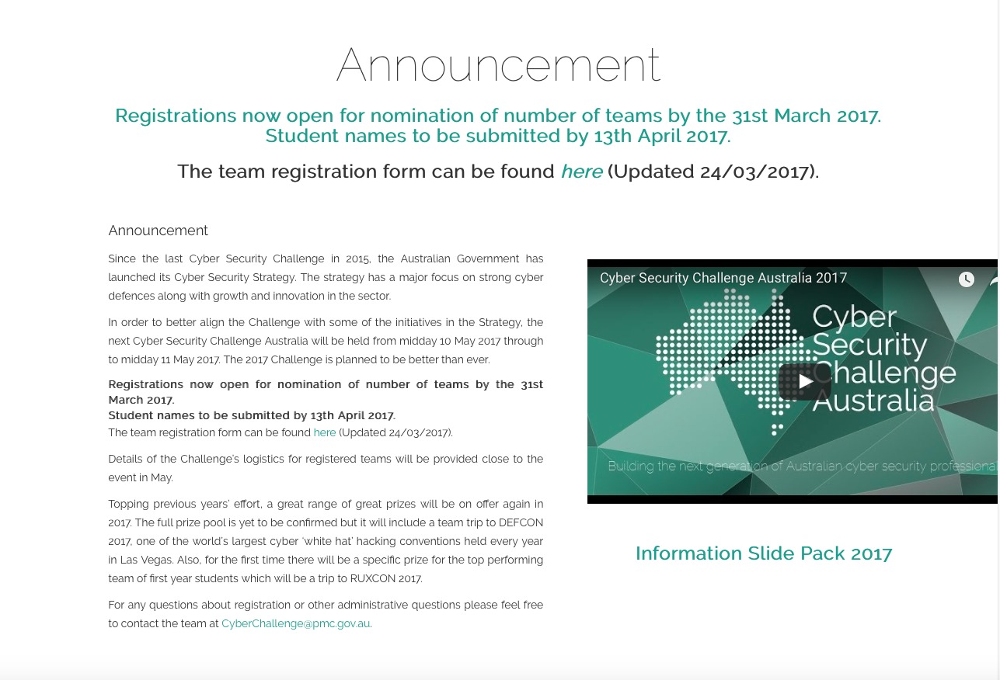 Announcement
Registrations now open for nomination of number of teams by the 31st March 2017.
Student names to be submitted by 13th April 2017.
The team registration form can be found here (Updated 24/03/2017).
Announcement
Since the last Cyber Security Challenge in 2015, the Australian Government has
launched its Cyber Security Strategy. The strategy has a major focus on strong cyber
defences along with growth and innovation in the sector.
In order to better align the Challenge with some of the initiatives in the Strategy, the
next Cyber Security Challenge Australia will be held from midday 10 May 2017 through
to midday 11 May 2017. The 2017 Challenge is planned to be better than ever.
Registrations now open for nomination of number of teams by the 31st
March 2017.
Student names to be submitted by 13th April 2017.
The team registration form can be found here (Updated 24/03/2017).
Details of the Challenge's logistics for registered teams will be provided close to the
event in May.
Topping previous years' effort, a great range of great prizes will be on offer again in
2017. The full prize pool is yet to be confirmed but it will include a team trip to DEFCON
2017, one of the world's largest cyber 'white hat' hacking conventions held every year
in Las Vegas. Also, for the first time there will be a specific prize for the top performing
team of first year students which will be a trip to RUXCON 2017.
For any questions about registration or other administrative questions please feel free
to contact the team at CyberChallenge@pmc.gov.au.
Cyber Security Challenge Australia 2017
Cyber
Security
Challenge
Australia
Building the next generation of Australian cyber security professional
Information Slide Pack 2017